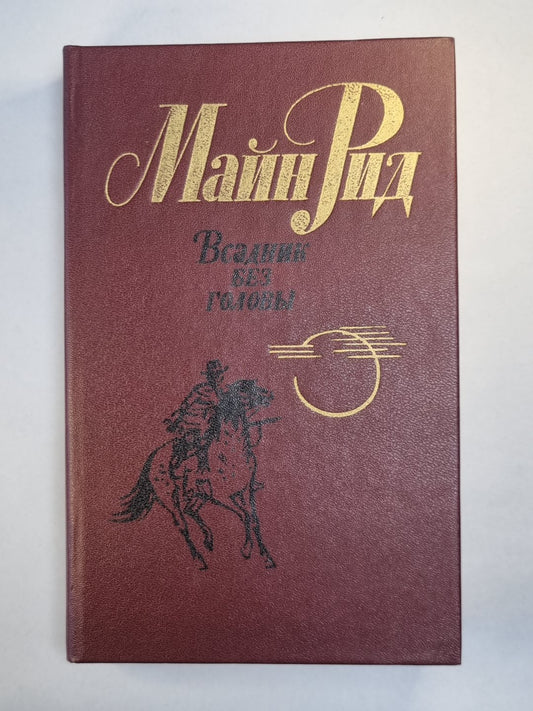 Майн Рид
Всадник
без
головы